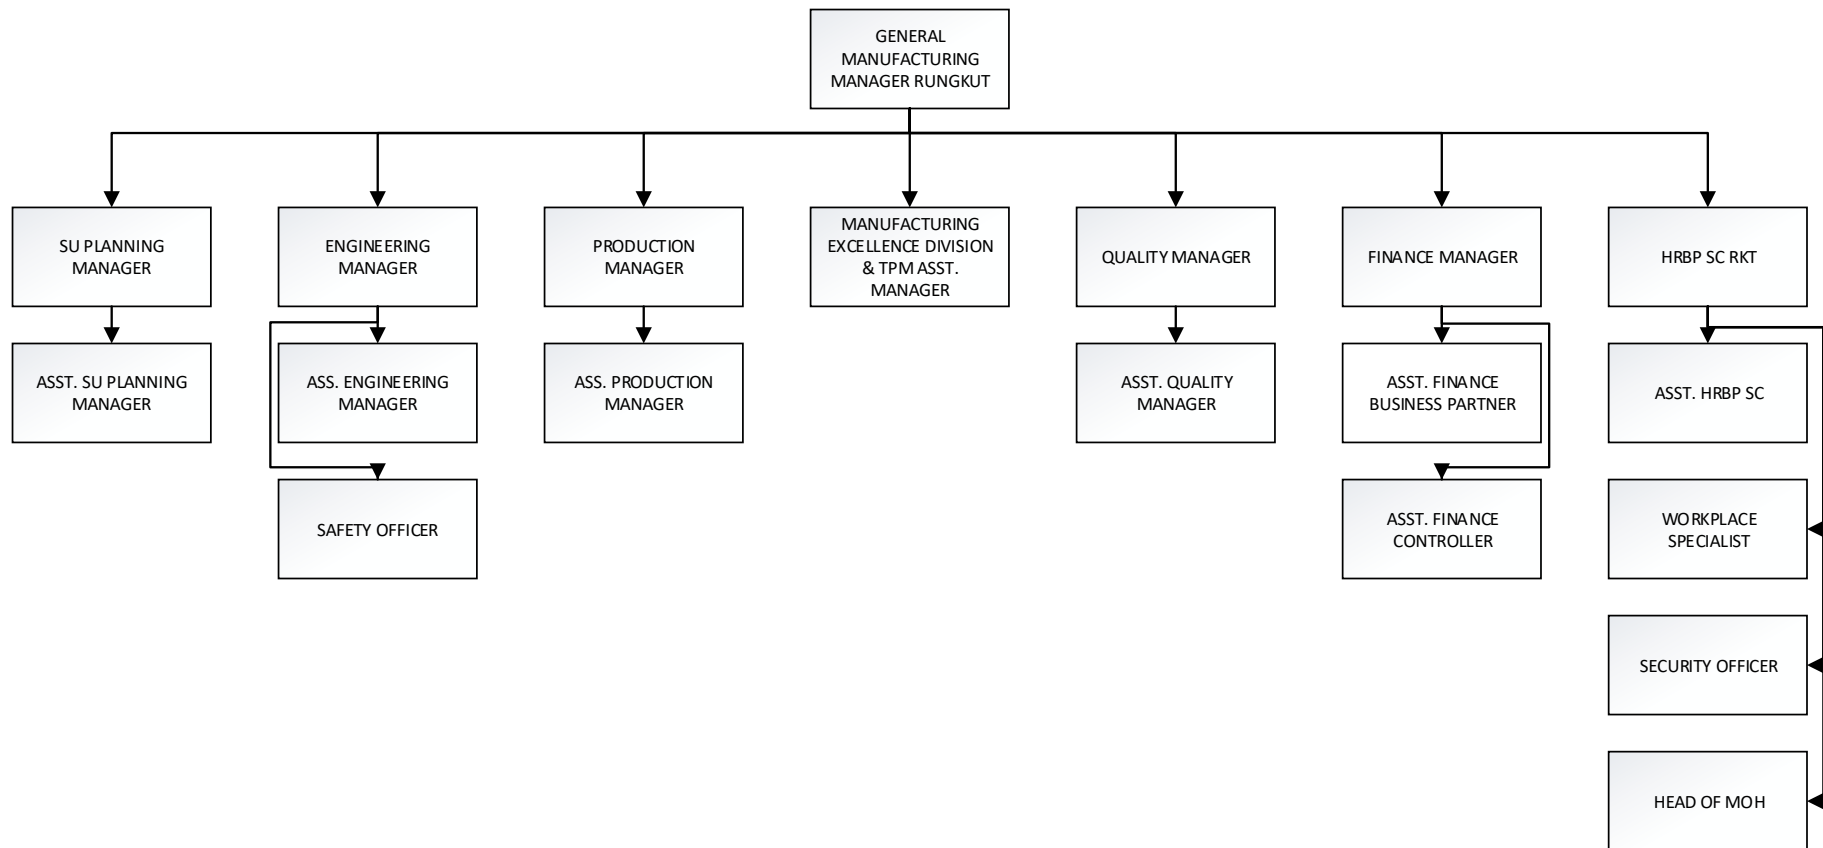 GENERAL
MANUFACTURING
MANAGER RUNGKUT
SU PLANNING
MANAGER
ENGINEERING
MANAGER
PRODUCTION
MANAGER
MANUFACTURING
EXCELLENCE DIVISION
& TPM ASST.
MANAGER
QUALITY MANAGER
FINANCE MANAGER
HRBP SC RKT
ASST. SU PLANNING
MANAGER
ASS. ENGINEERING
MANAGER
ASS. PRODUCTION
MANAGER
ASST. QUALITY
MANAGER
ASST. FINANCE
BUSINESS PARTNER
ASST. HRBP SC
SAFETY OFFICER
ASST. FINANCE
CONTROLLER
WORKPLACE
SPECIALIST
SECURITY OFFICER
HEAD OF MOH